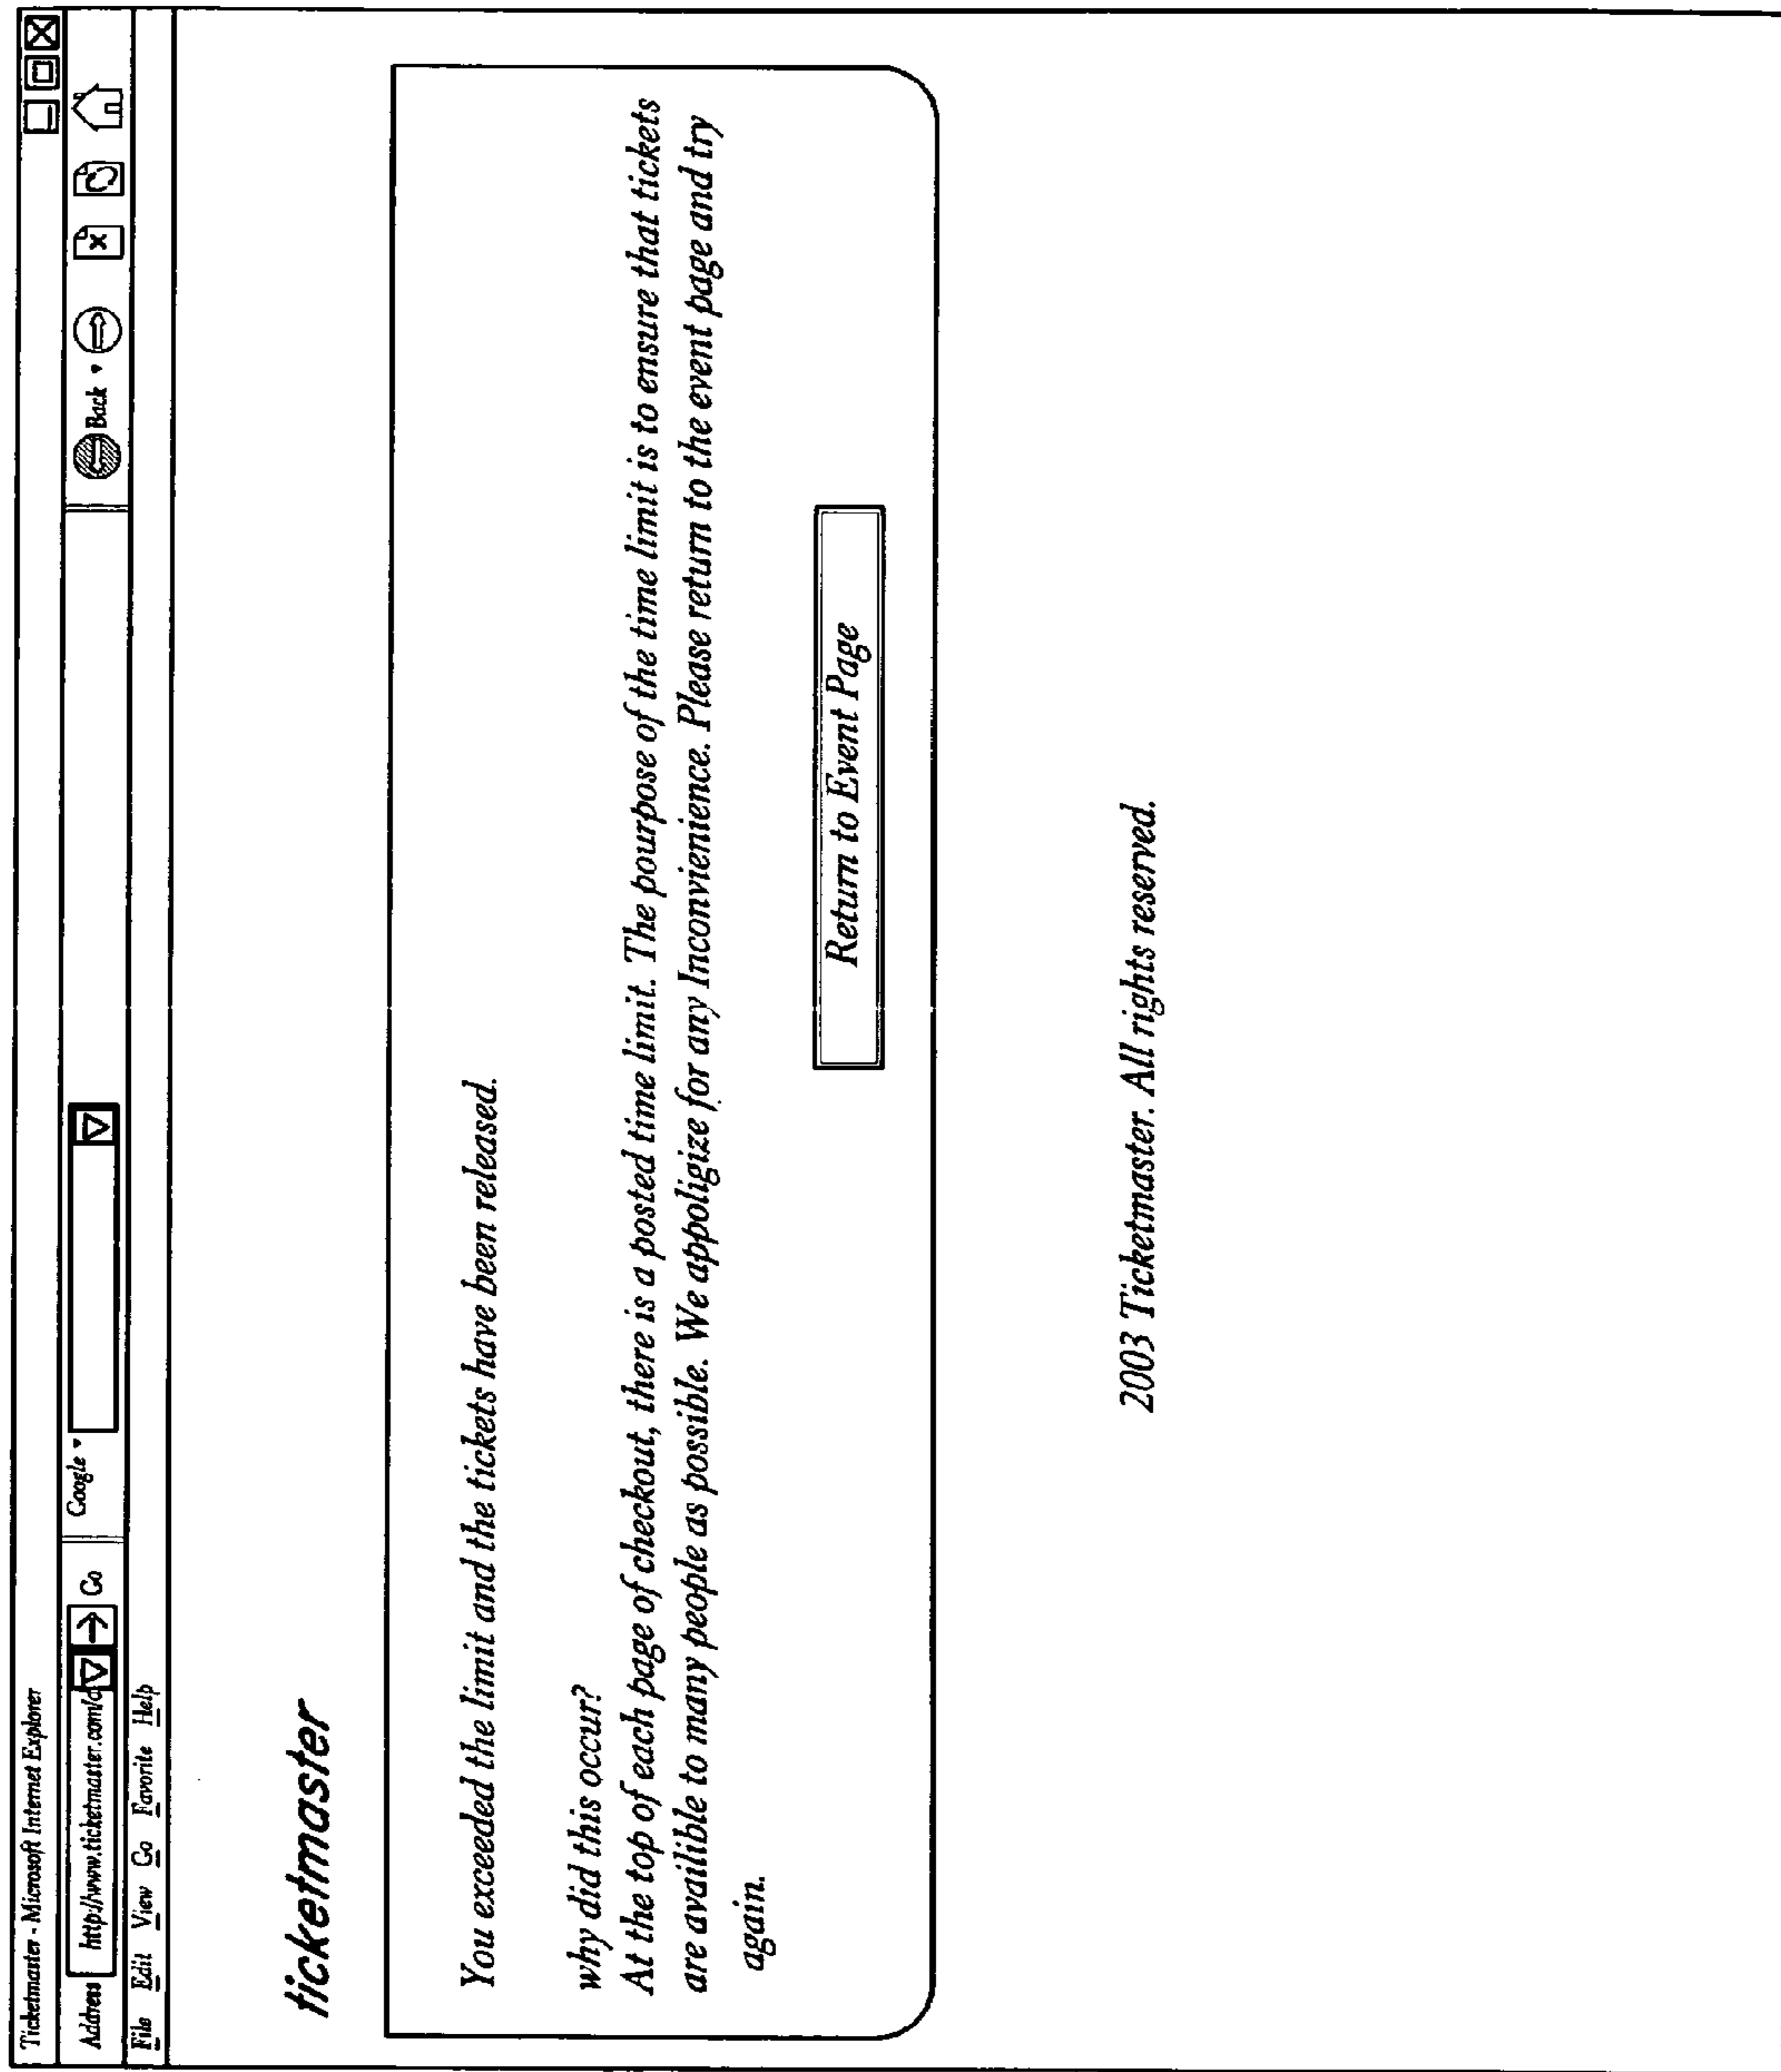 Ticketmaster - Microsoft Internet Explorer
Address http://www.ticketmaster.com/c Go Google Back
File Edit View Go Favorite Help
ticketmaster
You exceeded the limit and the tickets have been released.
why did this occur?
At the top of each page of checkout, there is a posted time limit. The pourpose of the time limit is to ensure that tickets
are availible to many people as possible. We appoligize for any Inconvienience. Please return to the event page and try
again.
Return to Event Page
2003 Ticketmaster. All rights reserved.